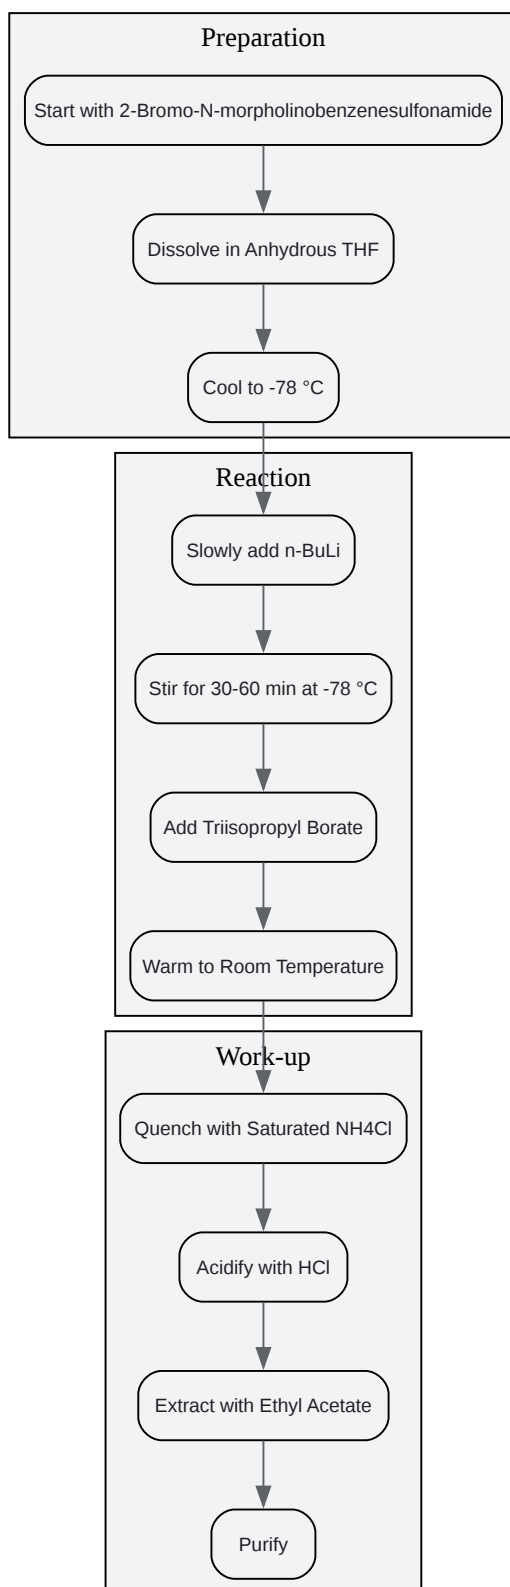 Preparation
Start with 2-Bromo-N-morpholinobenzenesulfonamide
Dissolve in Anhydrous THF
Cool to -78 °C
Reaction
Slowly add n-BuLi
Stir for 30-60 min at -78 °C
Add Triisopropyl Borate
Warm to Room Temperature
Work-up
Quench with Saturated NH4Cl
Acidify with HCl
Extract with Ethyl Acetate
Purify